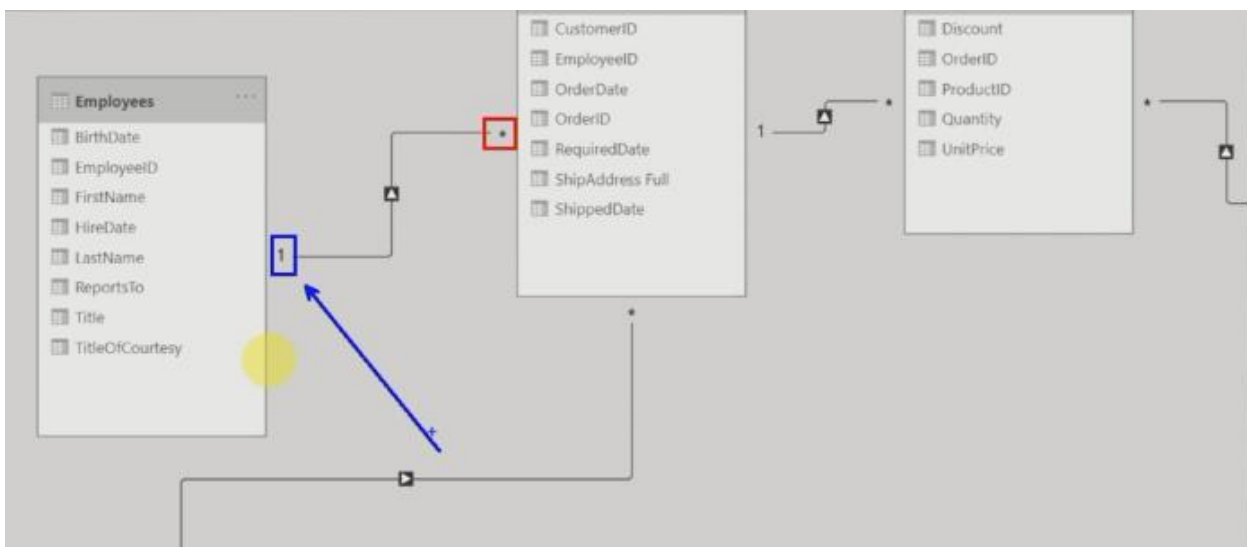 Employees
BirthDate
EmployeeID
FirstName
HireDate
LastName
ReportsTo
Title
TitleOfCourtesy
1
*
CustomerID
EmployeeID
OrderDate
OrderID
RequiredDate
ShipAddress Full
ShippedDate
*
1
*
Discount
OrderID
ProductID
Quantity
UnitPrice
*